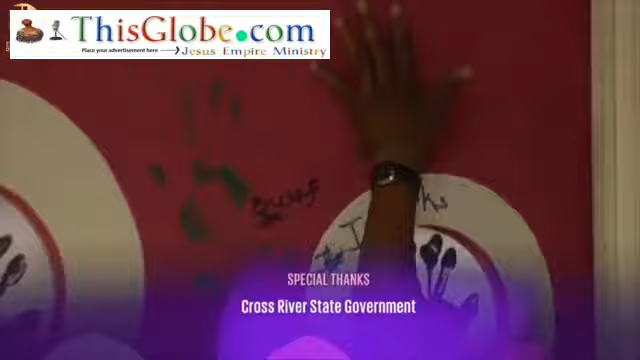 ThisGlobe.com
Place your advertisement here
Jesus Empire Ministry
SPECIAL THANKS
Cross River State Government